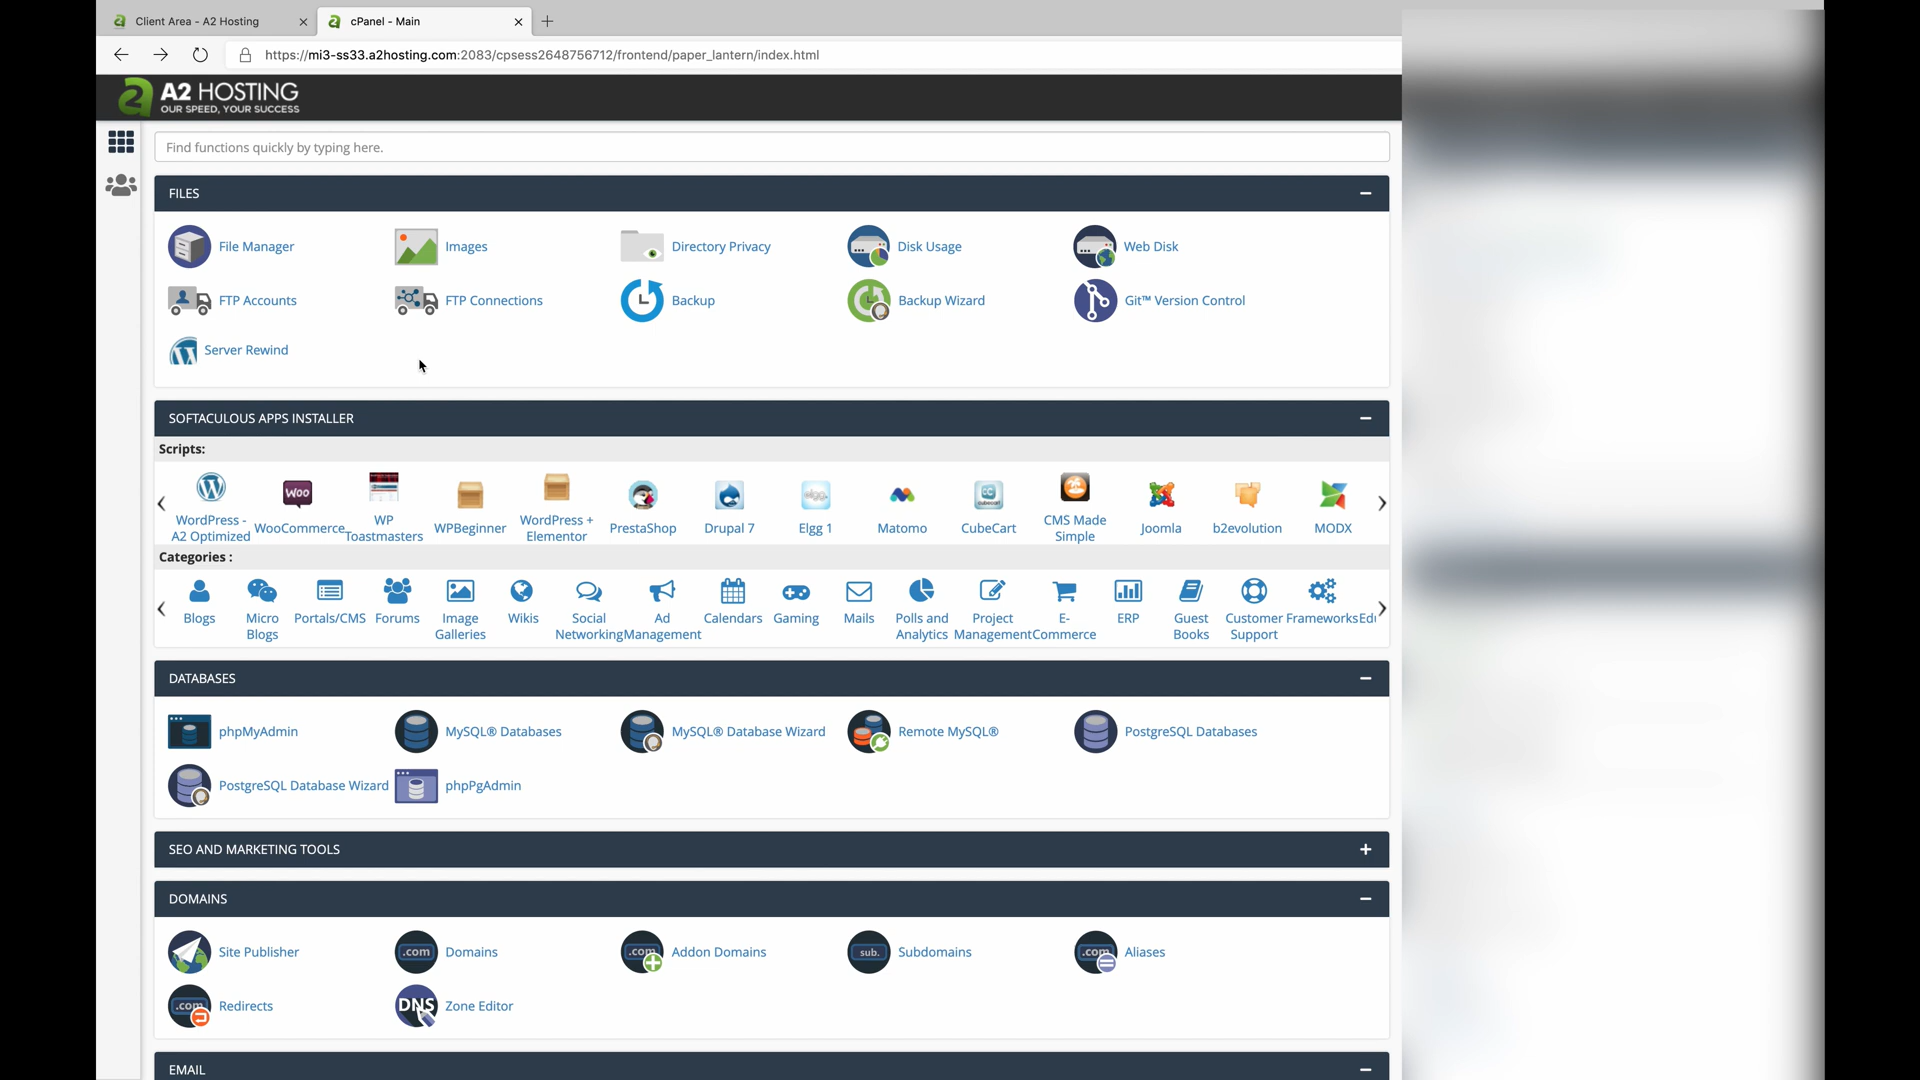 Client Area - A2 Hosting
cPanel - Main
https://mi3-ss33.a2hosting.com:2083/cpsess2648756712/frontend/paper_lantern/index.html
A2 HOSTING
OUR SPEED, YOUR SUCCESS
Find functions quickly by typing here.
FILES
File Manager
Images
Directory Privacy
Disk Usage
Web Disk
FTP Accounts
FTP Connections
Backup
Backup Wizard
Git™ Version Control
Server Rewind
SOFTACULOUS APPS INSTALLER
Scripts:
WordPress -
A2 Optimized
WooCommerce
WP
Toastmasters
WPBeginner
WordPress +
Elementor
PrestaShop
Drupal 7
Elgg 1
Matomo
CubeCart
CMS Made
Simple
Joomla
b2evolution
MODX
Categories :
Blogs
Micro
Blogs
Portals/CMS
Forums
Image
Galleries
Wikis
Social
Networking
Ad
Management
Calendars
Gaming
Mails
Polls and
Analytics
Project
Management
E-
Commerce
ERP
Guest
Books
Customer
Support
Frameworks
DATABASES
phpMyAdmin
MySQL® Databases
MySQL® Database Wizard
Remote MySQL®
PostgreSQL Databases
PostgreSQL Database Wizard
phpPgAdmin
SEO AND MARKETING TOOLS
DOMAINS
Site Publisher
.com
Domains
.com
Addon Domains
sub.
Subdomains
.com
Aliases
.com
Redirects
DNS
Zone Editor
EMAIL